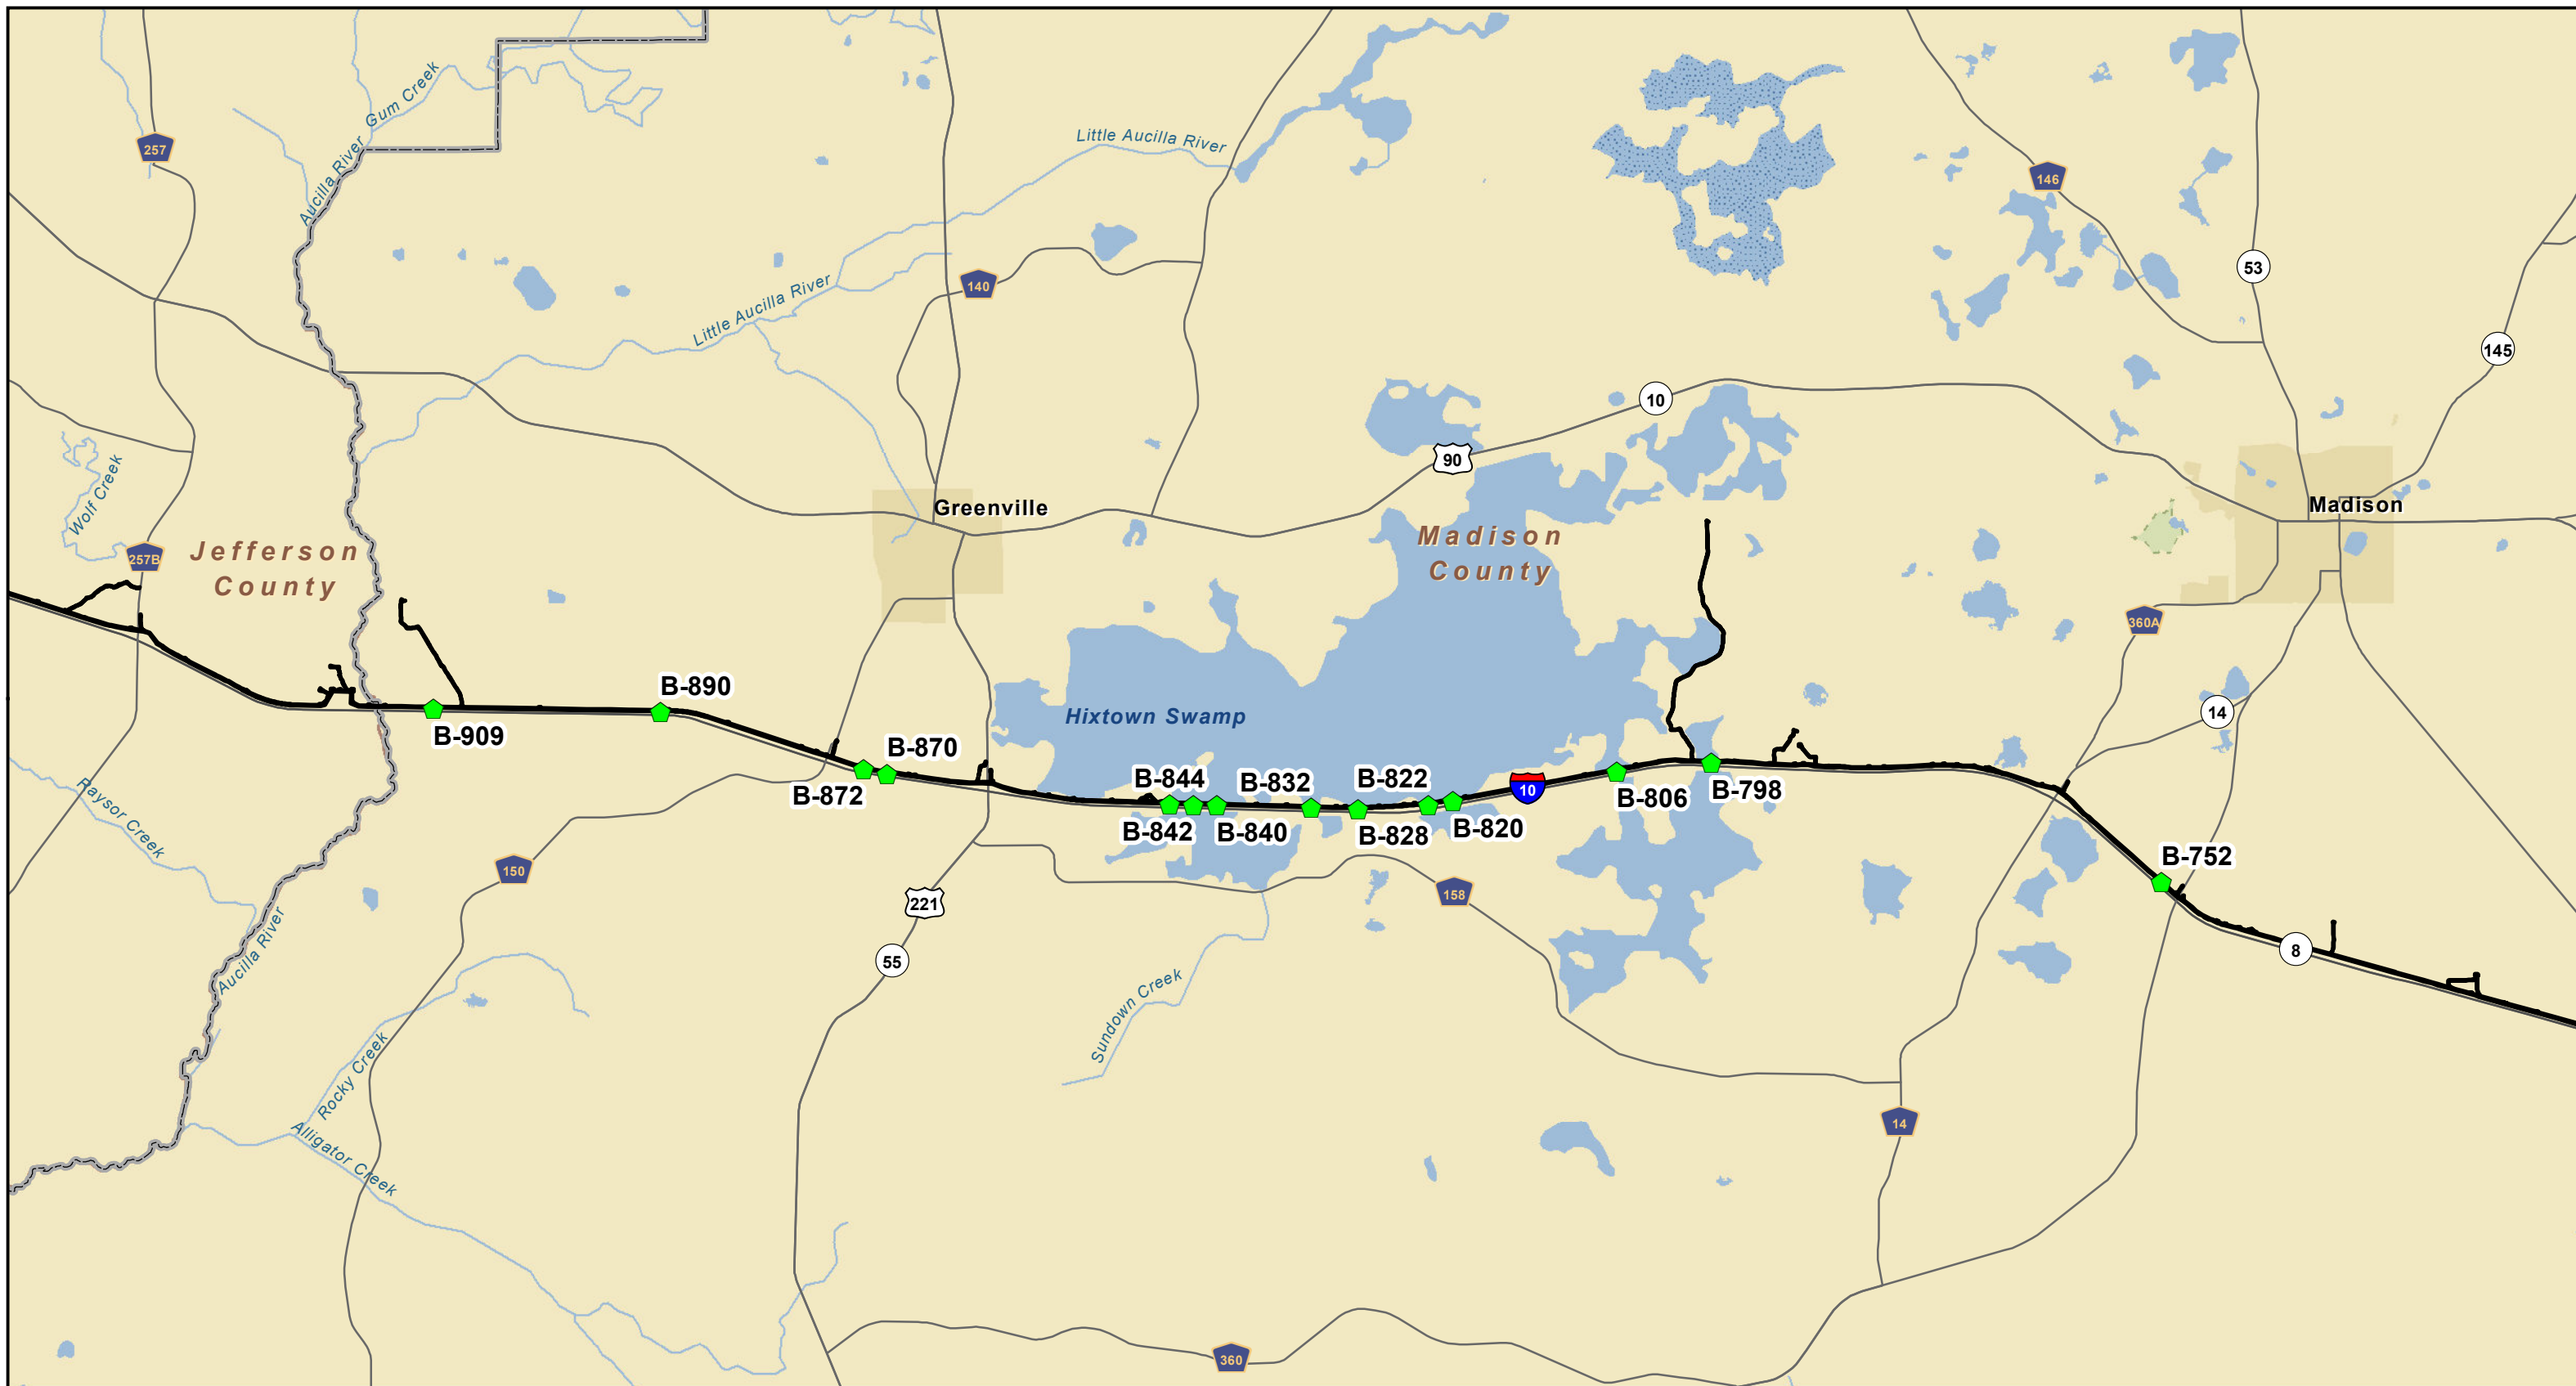 Gum Creek
Aucilla River
257
Little Aucilla River
146
53
140
Little Aucilla River
145
10
90
Wolf Creek
Greenville
Madison
257B
Jefferson
County
Madison
County
360A
B-890
B-909
Hixtown Swamp
14
B-870
B-872
B-844
B-832
B-822
10
B-806
B-798
B-842
B-840
B-828
B-820
Raysor Creek
B-752
150
158
221
Aucilla River
55
8
Sundown Creek
Rocky Creek
Alligator Creek
14
360